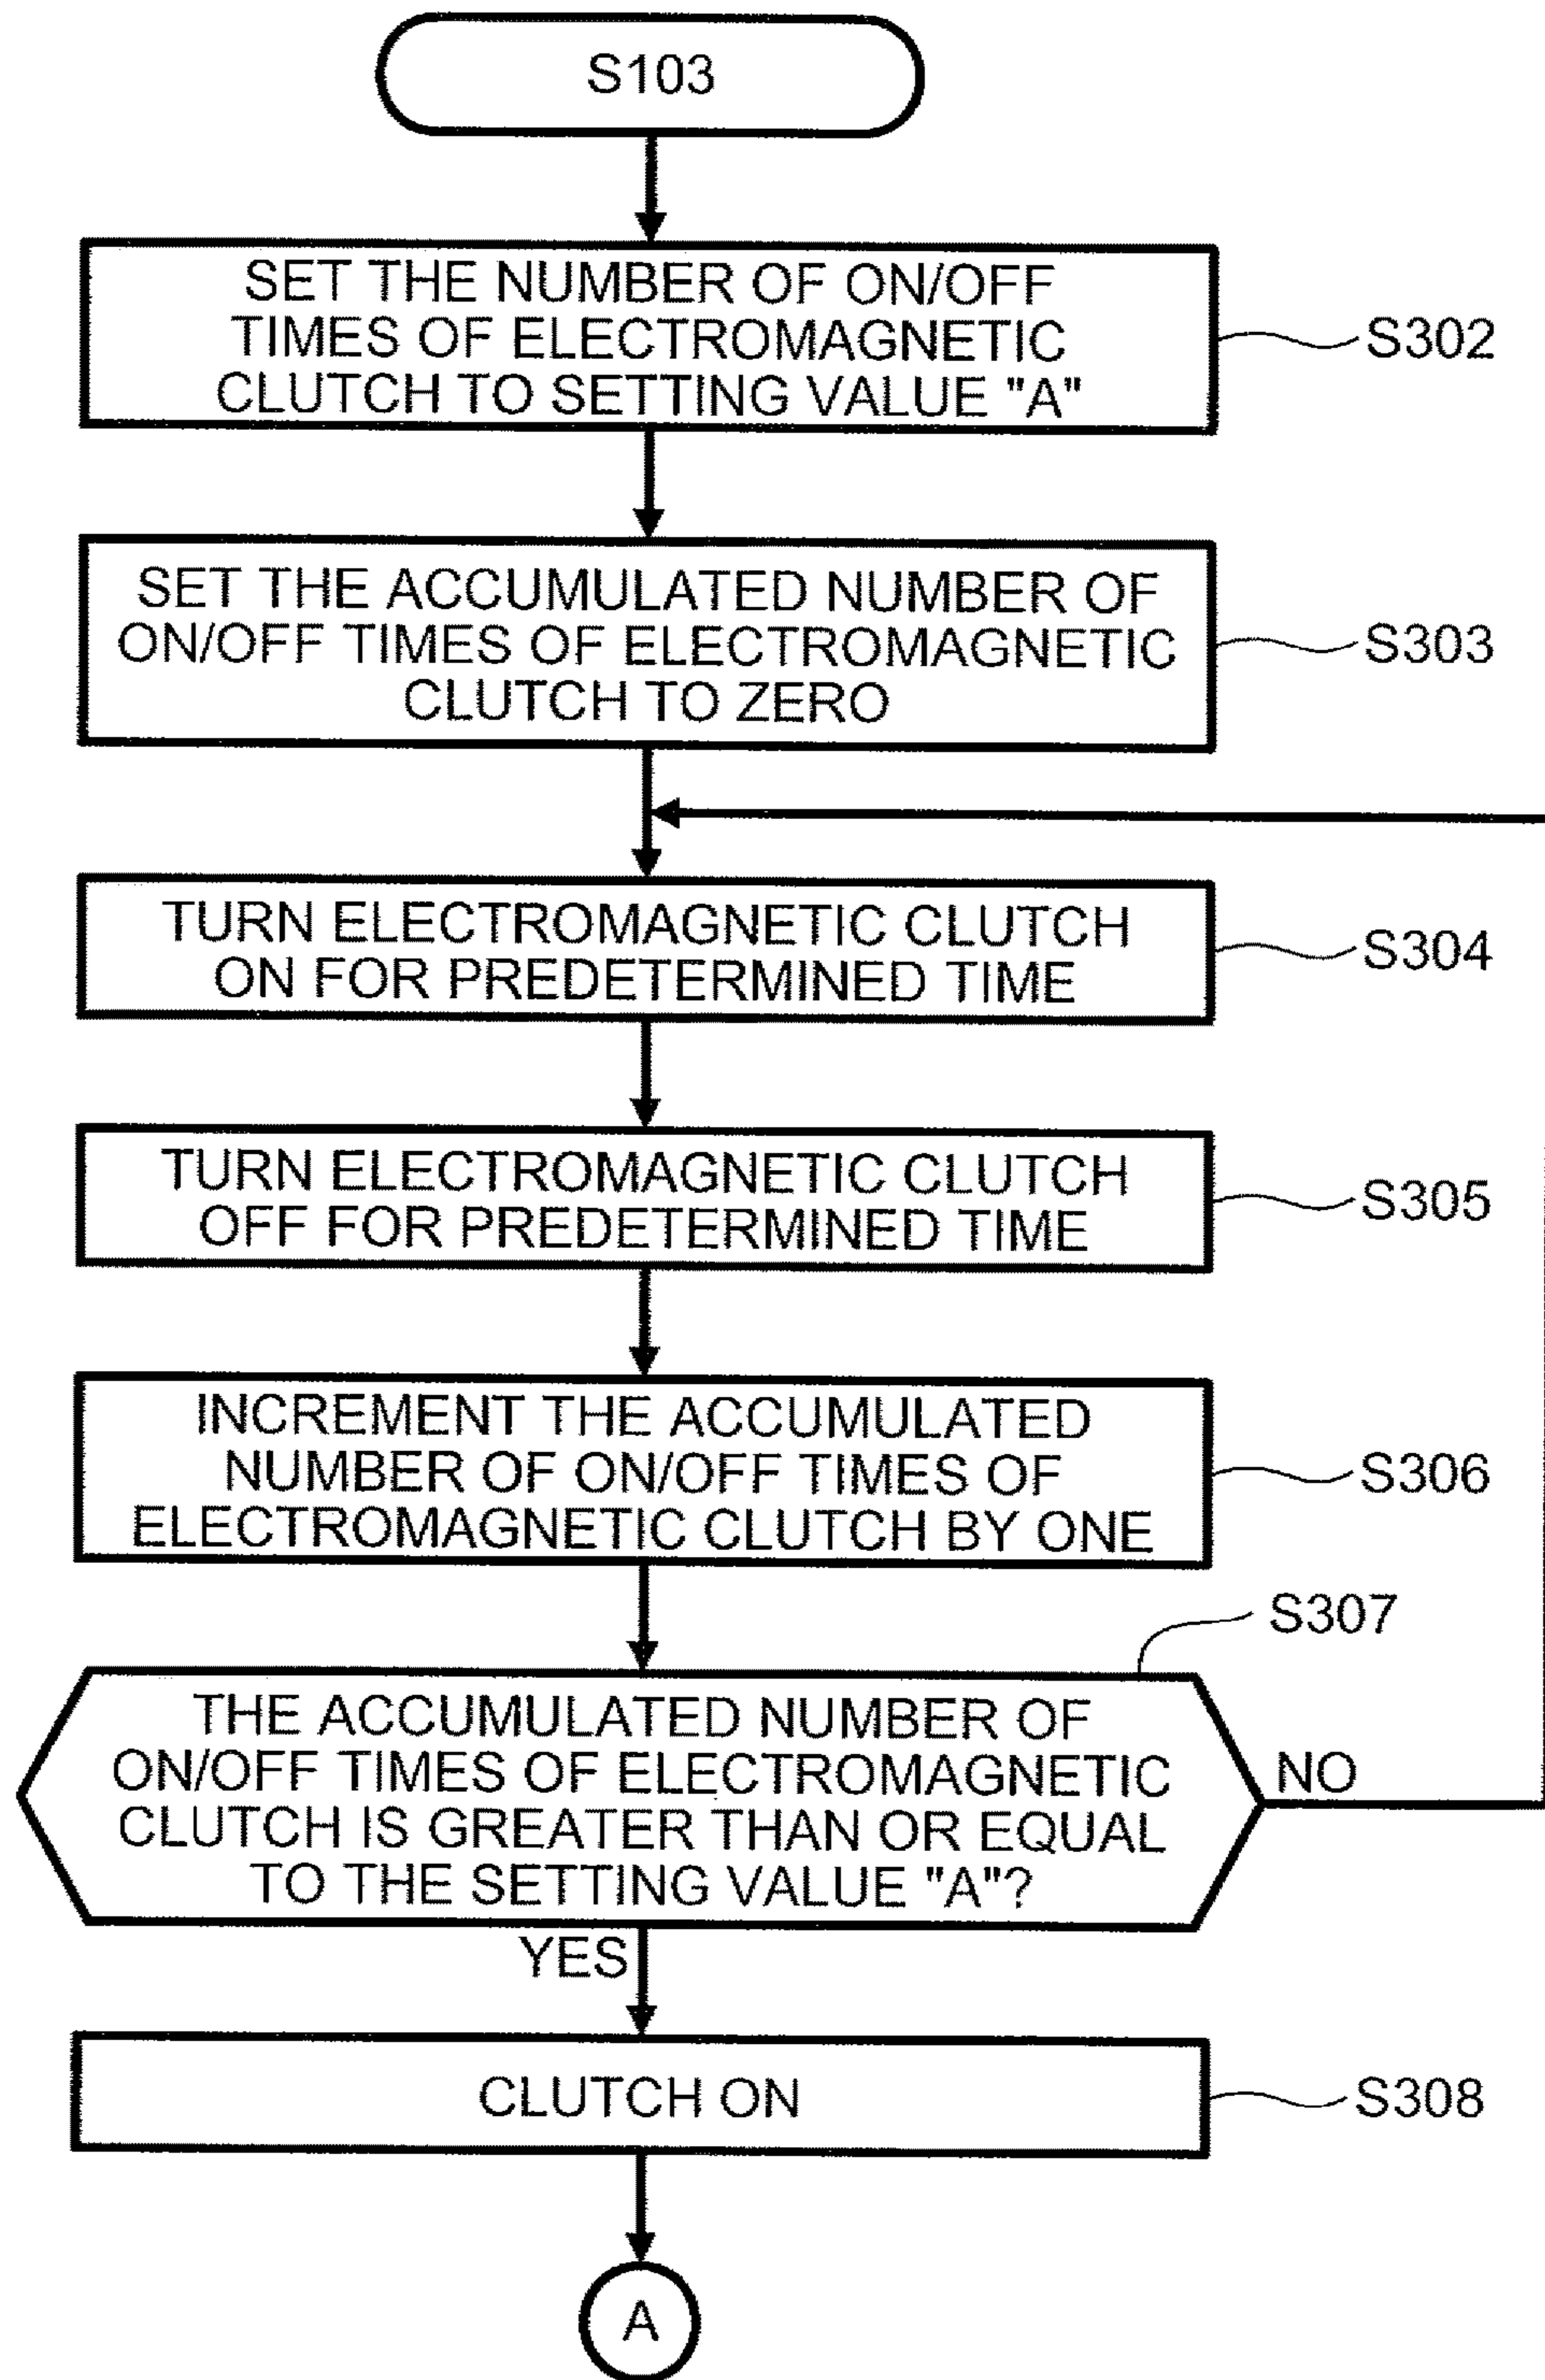 S103
SET THE NUMBER OF ON/OFF
TIMES OF ELECTROMAGNETIC
CLUTCH TO SETTING VALUE "A"
S302
SET THE ACCUMULATED NUMBER OF
ON/OFF TIMES OF ELECTROMAGNETIC
CLUTCH TO ZERO
S303
TURN ELECTROMAGNETIC CLUTCH
ON FOR PREDETERMINED TIME
S304
TURN ELECTROMAGNETIC CLUTCH
OFF FOR PREDETERMINED TIME
S305
INCREMENT THE ACCUMULATED
NUMBER OF ON/OFF TIMES OF
ELECTROMAGNETIC CLUTCH BY ONE
S306
S307
THE ACCUMULATED NUMBER OF
ON/OFF TIMES OF ELECTROMAGNETIC
CLUTCH IS GREATER THAN OR EQUAL
TO THE SETTING VALUE "A"?
NO
YES
CLUTCH ON
S308
A